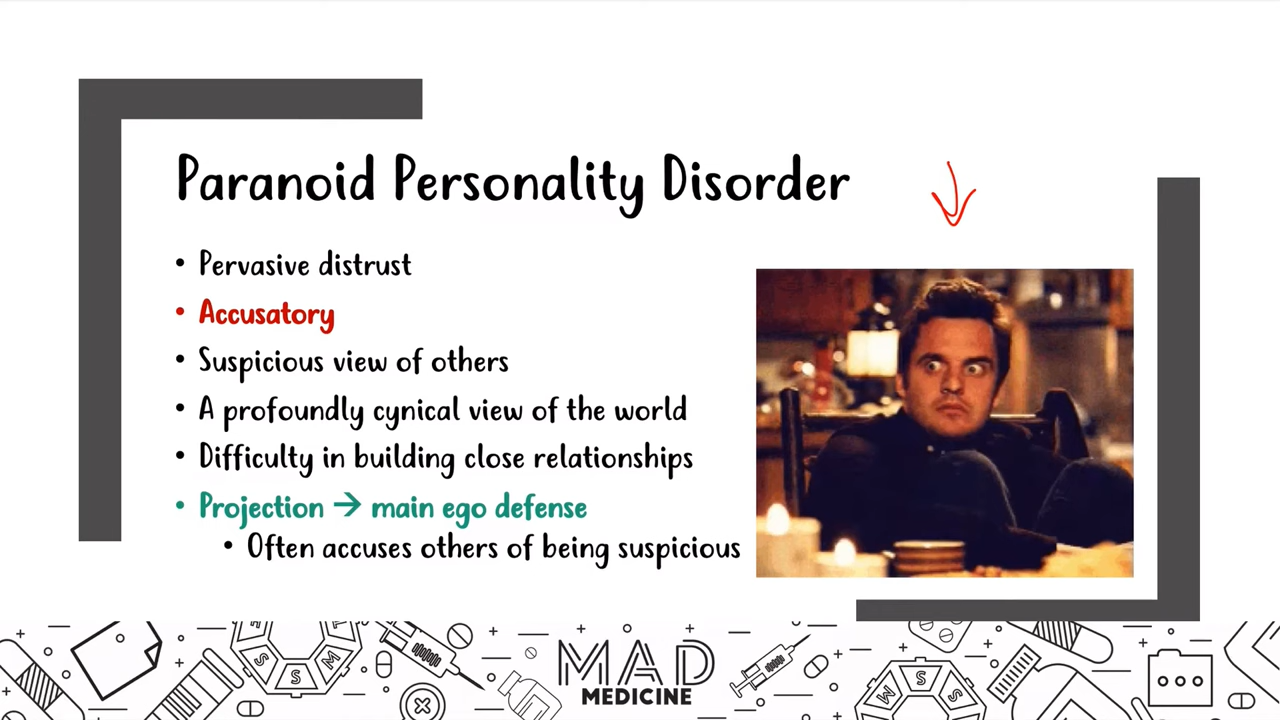 Paranoid Personality Disorder
• Pervasive distrust
• Accusatory
• Suspicious view of others
• A profoundly cynical view of the world
• Difficulty in building close relationships
• Projection → main ego defense
• Often accuses others of being suspicious
MAD
MEDICINE